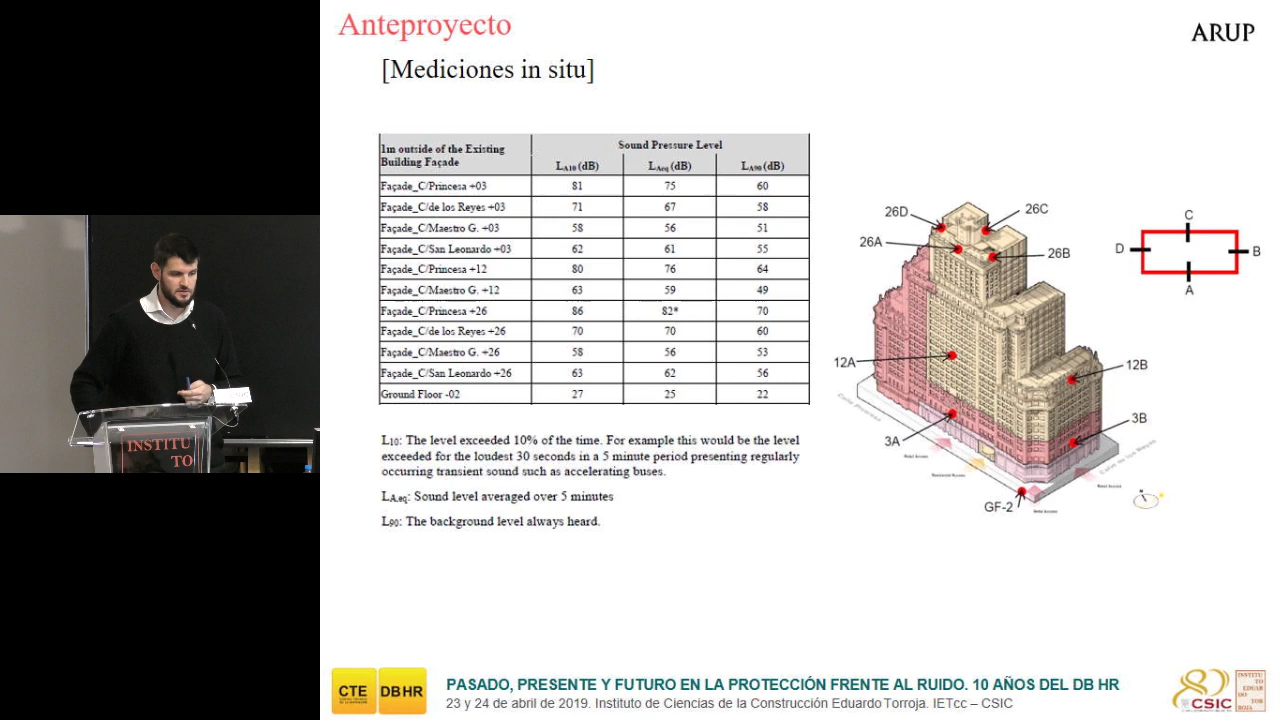 Anteproyecto
ARUP
[Mediciones in situ]
1m outside of the Existing Building Façade
Sound Pressure Level
LA10 (dB) LAeq (dB) LA90 (dB)
Façade_C/Princesa +03 81 75 60
Façade_C/de los Reyes +03 71 67 58
Façade_C/Maestro G. +03 58 56 51
Façade_C/San Leonardo +03 62 61 55
Façade_C/Princesa +12 80 76 64
Façade_C/Maestro G. +12 63 59 49
Façade_C/Princesa +26 86 82* 70
Façade_C/de los Reyes +26 70 70 60
Façade_C/Maestro G. +26 58 56 53
Façade_C/San Leonardo +26 63 62 56
Ground Floor -02 27 25 22
L10: The level exceeded 10% of the time. For example this would be the level
exceeded for the loudest 30 seconds in a 5 minute period presenting regularly
occurring transient sound such as accelerating buses.
LA,eq: Sound level averaged over 5 minutes
L90: The background level always heard.
26D
26C
26A
26B
12A
12B
3A
3B
GF-2
C
D
B
A
INSTITU
TO
CTE
DB HR
PASADO, PRESENTE Y FUTURO EN LA PROTECCIÓN FRENTE AL RUIDO. 10 AÑOS DEL DB HR
23 y 24 de abril de 2019. Instituto de Ciencias de la Construcción Eduardo Torroja. IETcc – CSIC
80
CSIC
INSTITU
TO
EDUAR
DO
TOR
ROJA